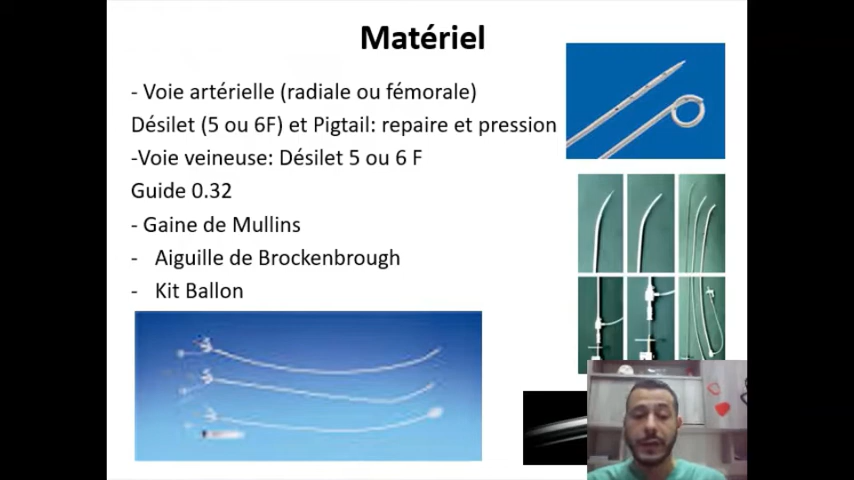 Matériel
- Voie artérielle (radiale ou fémorale)
Désilet (5 ou 6F) et Pigtail: repaire et pression
-Voie veineuse: Désilet 5 ou 6 F
Guide 0.32
- Gaine de Mullins
- Aiguille de Brockenbrough
- Kit Ballon